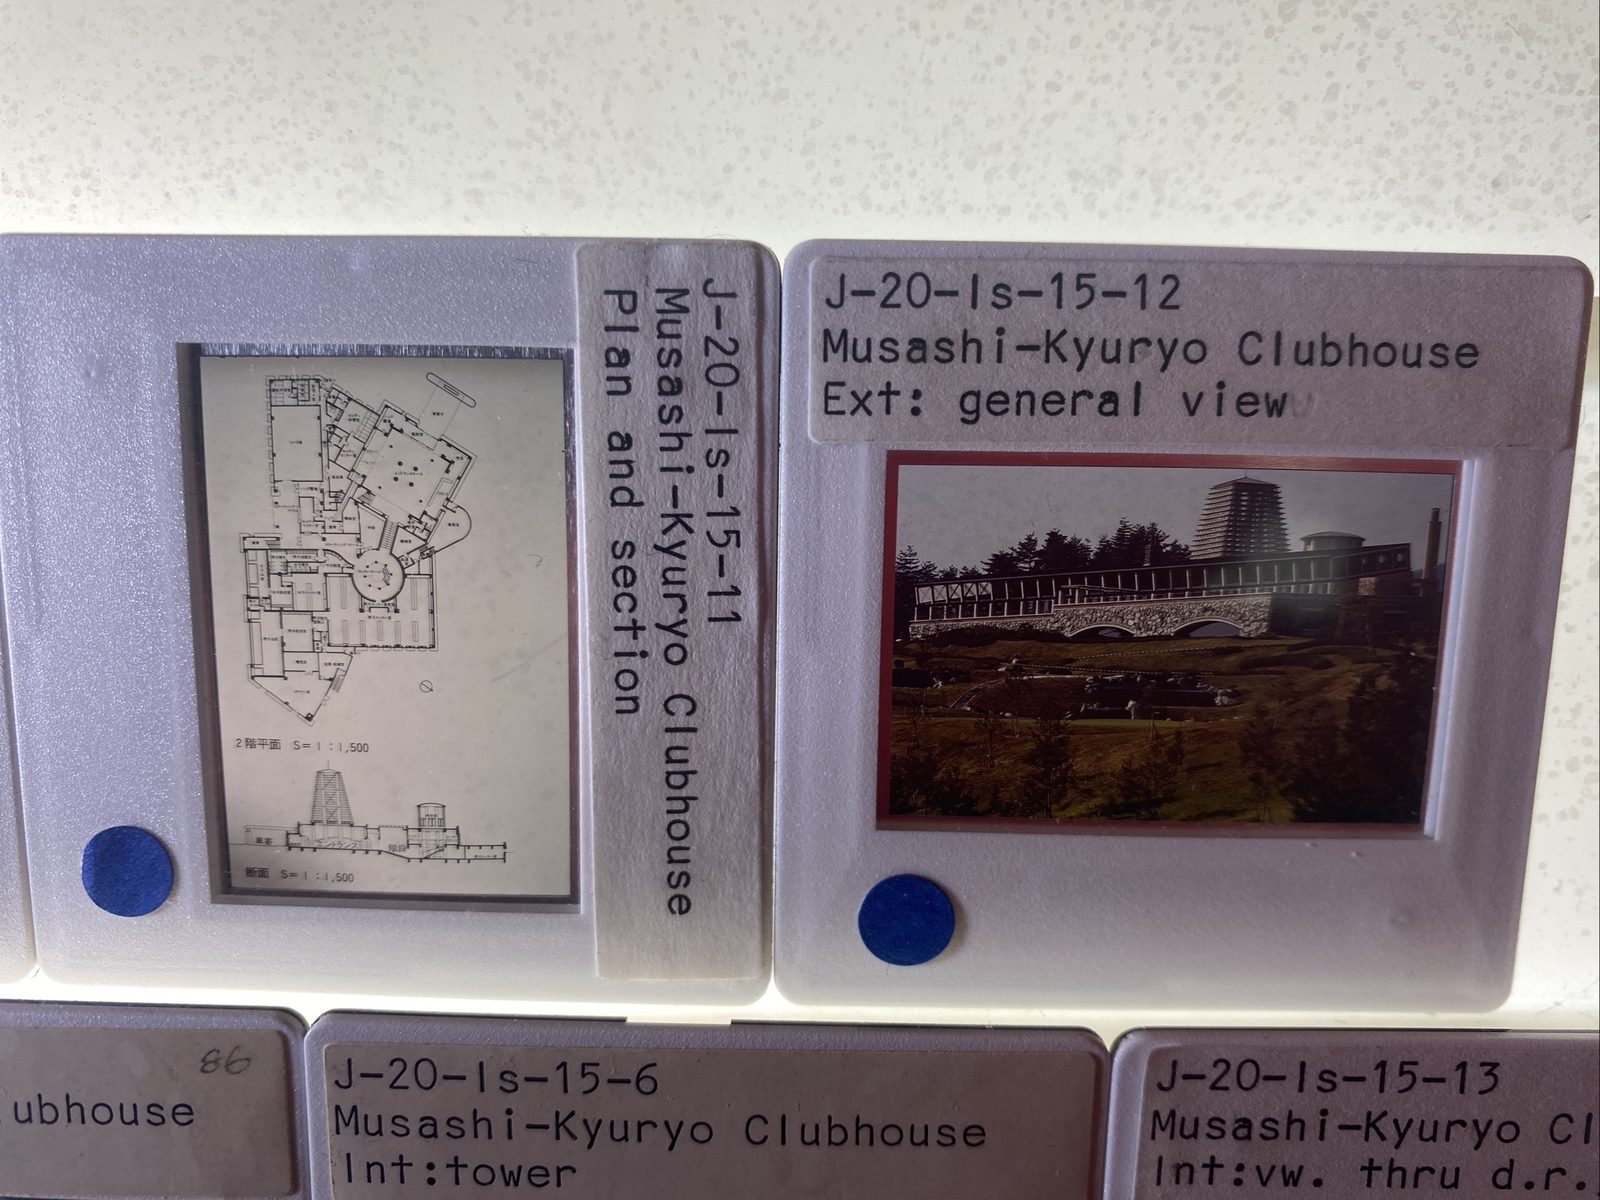 J-20-Is-15-11
Musashi-Kyuryo Clubhouse
Plan and section
2階平面 S=1:1,500
断面 S=1:1,500
J-20-Is-15-12
Musashi-Kyuryo Clubhouse
Ext: general view
86
ubhouse
J-20-Is-15-6
Musashi-Kyuryo Clubhouse
Int:tower
J-20-Is-15-13
Musashi-Kyuryo Cl
Int:vw. thru d.r.